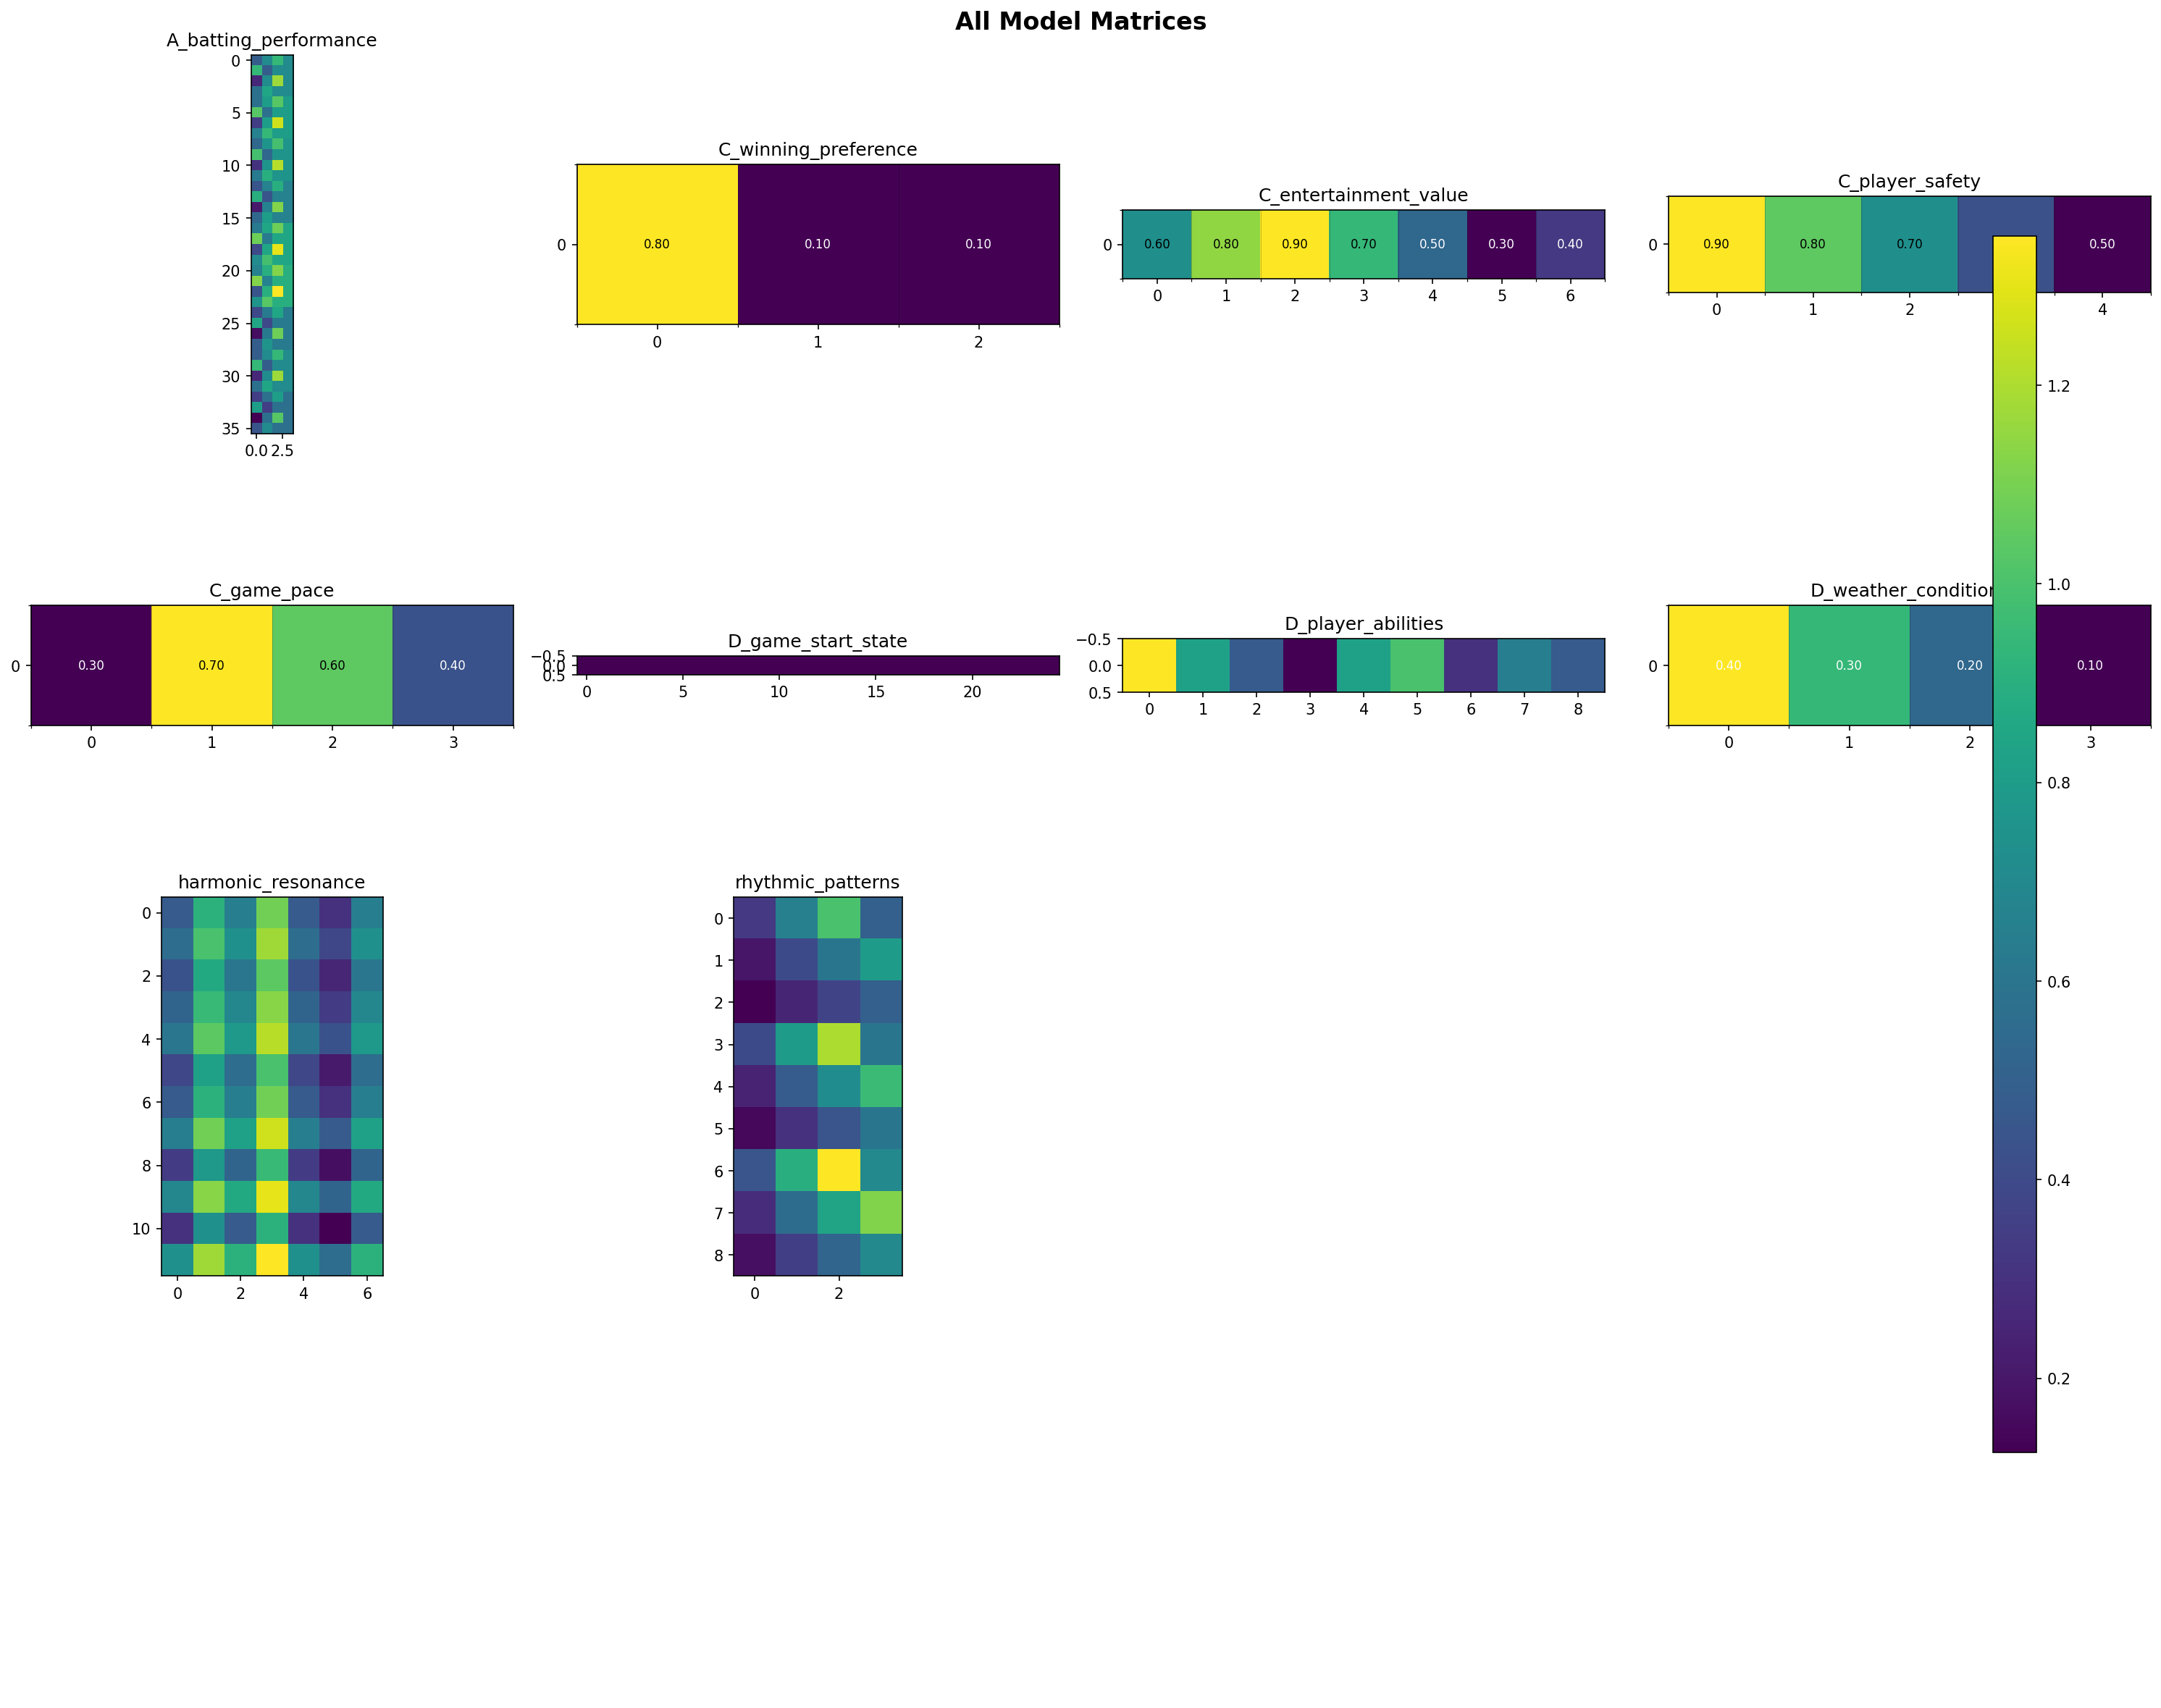 All Model Matrices
A_batting_performance
0
5
10
15
20
25
30
35
0.0 2.5
C_winning_preference
0
0.80 0.10 0.10
0 1 2
C_entertainment_value
0
0.60 0.80 0.90 0.70 0.50 0.30 0.40
0 1 2 3 4 5 6
C_player_safety
0.90 0.80 0.70 0.50
0
0 1 2 4
C_game_pace
0
0.30 0.70 0.60 0.40
0 1 2 3
D_game_start_state
−0.5
0.0
0.5
0 5 10 15 20
D_player_abilities
−0.5
0.0
0.5
0 1 2 3 4 5 6 7 8
D_weather_condition
0
0.40 0.30 0.20 0.10
0 1 2 3
harmonic_resonance
0
2
4
6
8
10
0 2 4 6
rhythmic_patterns
0
1
2
3
4
5
6
7
8
0 2
1.2
1.0
0.8
0.6
0.4
0.2